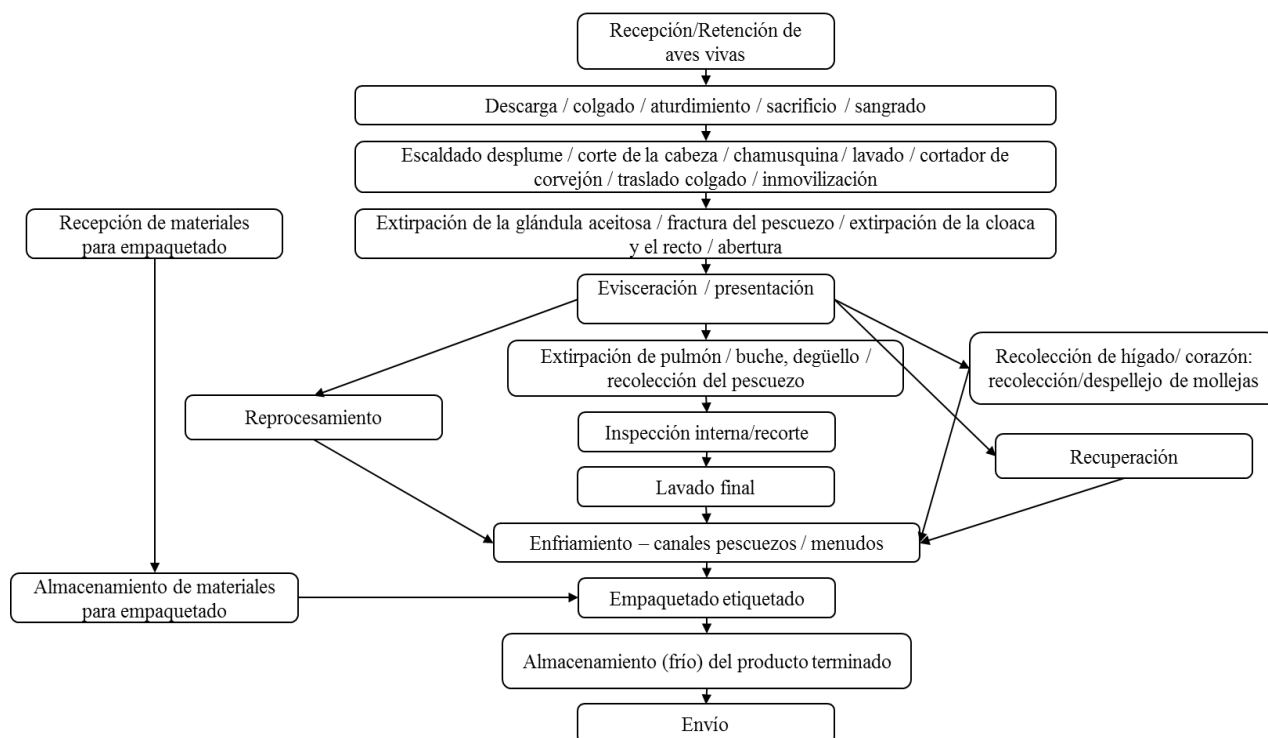 Recepción/Retención de
aves vivas
Descarga / colgado / aturdimiento / sacrificio / sangrado
Escaldado desplume / corte de la cabeza / chamusquina / lavado / cortador de
corvejón / traslado colgado / inmovilización
Recepción de materiales
para empaquetado
Extirpación de la glándula aceitosa / fractura del pescuezo / extirpación de la cloaca
y el recto / abertura
Evisceración / presentación
Extirpación de pulmón / buche, degüello /
recolección del pescuezo
Recolección de hígado/ corazón:
recolección/despellejo de mollejas
Reprocesamiento
Inspección interna/recorte
Recuperación
Lavado final
Enfriamiento – canales pescuezos / menudos
Almacenamiento de materiales
para empaquetado
Empaquetado etiquetado
Almacenamiento (frío) del producto terminado
Envío